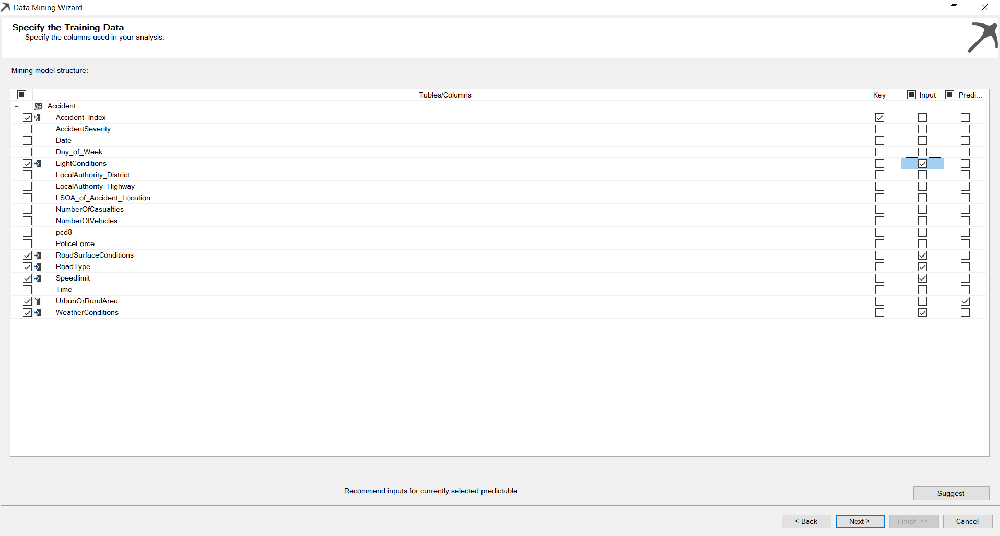 Data Mining Wizard
Specify the Training Data
Specify the columns used in your analysis.
Mining model structure:
Tables/Columns Key Input Predi...
Accident
Accident_Index
AccidentSeverity
Date
Day_of_Week
LightConditions
LocalAuthority_District
LocalAuthority_Highway
LSOA_of_Accident_Location
NumberOfCasualties
NumberOfVehicles
pcd8
PoliceForce
RoadSurfaceConditions
RoadType
Speedlimit
Time
UrbanOrRuralArea
WeatherConditions
Recommend inputs for currently selected predictable:
Suggest
< Back Next > Finish >>| Cancel